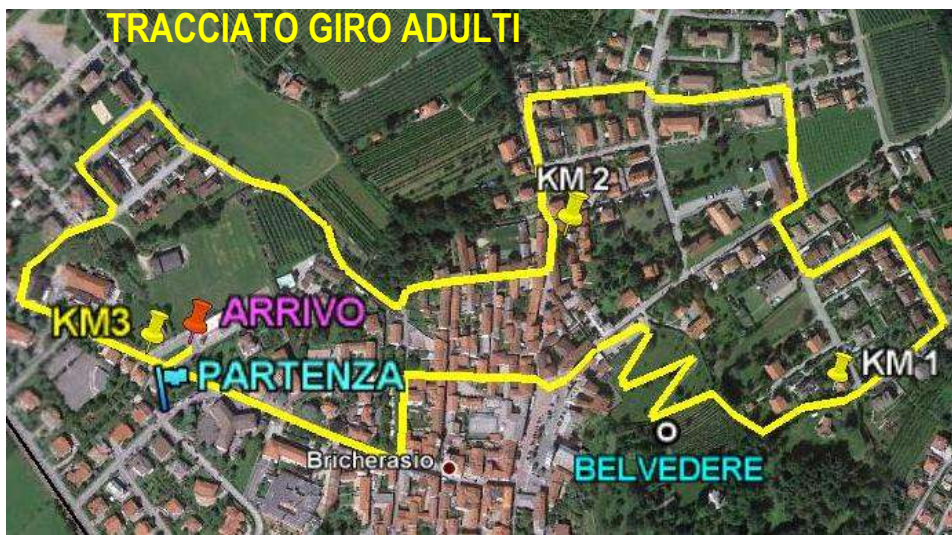 TRACCIATO GIRO ADULTI
KM 2
KM3
ARRIVO
PARTENZA
KM 1
Bricherasio
BELVEDERE